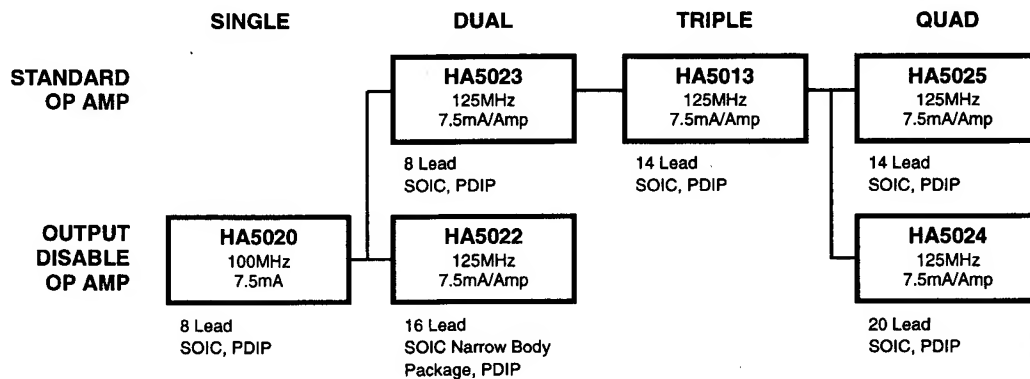 SINGLE
DUAL
TRIPLE
QUAD
STANDARD
OP AMP
HA5023
125MHz
7.5mA/Amp
8 Lead
SOIC, PDIP
HA5013
125MHz
7.5mA/Amp
14 Lead
SOIC, PDIP
HA5025
125MHz
7.5mA/Amp
14 Lead
SOIC, PDIP
OUTPUT
DISABLE
OP AMP
HA5020
100MHz
7.5mA
8 Lead
SOIC, PDIP
HA5022
125MHz
7.5mA/Amp
16 Lead
SOIC Narrow Body
Package, PDIP
HA5024
125MHz
7.5mA/Amp
20 Lead
SOIC, PDIP